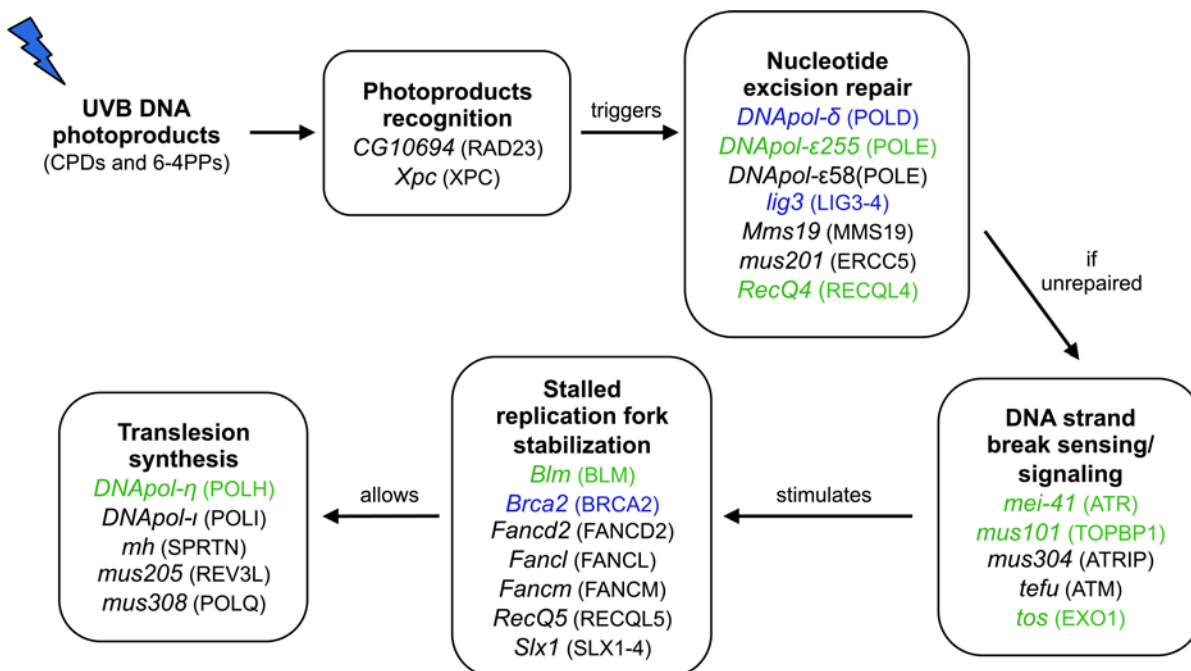 UVB DNA
photoproducts
(CPDs and 6-4PPs)
Photoproducts
recognition
CG10694 (RAD23)
Xpc (XPC)
triggers
Nucleotide
excision repair
DNApol-δ (POLD)
DNApol-ε255 (POLE)
DNApol-ε58(POLE)
lig3 (LIG3-4)
Mms19 (MMS19)
mus201 (ERCC5)
RecQ4 (RECQL4)
if
unrepaired
DNA strand
break sensing/
signaling
mei-41 (ATR)
mus101 (TOPBP1)
mus304 (ATRIP)
tefu (ATM)
tos (EXO1)
stimulates
Stalled
replication fork
stabilization
Blm (BLM)
Brca2 (BRCA2)
Fancd2 (FANCD2)
Fancl (FANCL)
Fancm (FANCM)
RecQ5 (RECQL5)
Slx1 (SLX1-4)
allows
Translesion
synthesis
DNApol-η (POLH)
DNApol-ι (POLI)
mh (SPRTN)
mus205 (REV3L)
mus308 (POLQ)